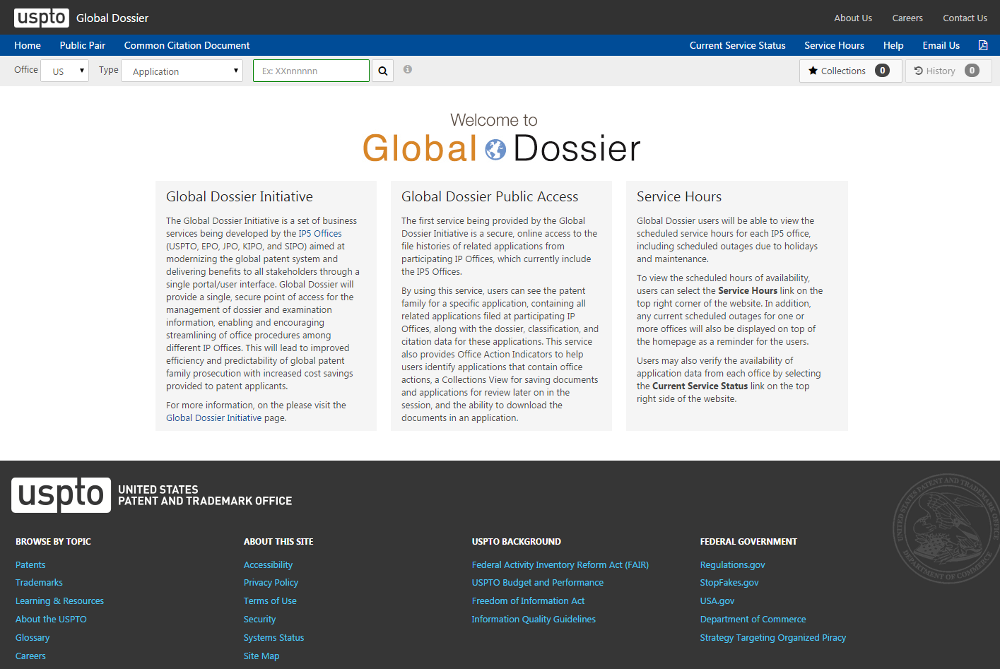 uspto Global Dossier About Us Careers Contact Us
Home Public Pair Common Citation Document Current Service Status Service Hours Help Email Us
Office US Type Application Ex: XXnnnnnn Collections 0 History 0
Welcome to
Global Dossier
Global Dossier Initiative
The Global Dossier Initiative is a set of business
services being developed by the IP5 Offices
(USPTO, EPO, JPO, KIPO, and SIPO) aimed at
modernizing the global patent system and
delivering benefits to all stakeholders through a
single portal/user interface. Global Dossier will
provide a single, secure point of access for the
management of dossier and examination
information, enabling and encouraging
streamlining of office procedures among
different IP Offices. This will lead to improved
efficiency and predictability of global patent
family prosecution with increased cost savings
provided to patent applicants.
For more information, on the please visit the
Global Dossier Initiative page.
Global Dossier Public Access
The first service being provided by the Global
Dossier Initiative is a secure, online access to the
file histories of related applications from
participating IP Offices, which currently include
the IP5 Offices.
By using this service, users can see the patent
family for a specific application, containing all
related applications filed at participating IP
Offices, along with the dossier, classification, and
citation data for these applications. This service
also provides Office Action Indicators to help
users identify applications that contain office
actions, a Collections View for saving documents
and applications for review later on in the
session, and the ability to download the
documents in an application.
Service Hours
Global Dossier users will be able to view the
scheduled service hours for each IP5 office,
including scheduled outages due to holidays
and maintenance.
To view the scheduled hours of availability,
users can select the Service Hours link on the
top right corner of the website. In addition,
any current scheduled outages for one or
more offices will also be displayed on top of
the homepage as a reminder for the users.
Users may also verify the availability of
application data from each office by selecting
the Current Service Status link on the top
right side of the website.
uspto UNITED STATES
PATENT AND TRADEMARK OFFICE
UNITED STATES PATENT AND TRADEMARK OFFICE
DEPARTMENT OF COMMERCE
BROWSE BY TOPIC
Patents
Trademarks
Learning & Resources
About the USPTO
Glossary
Careers
ABOUT THIS SITE
Accessibility
Privacy Policy
Terms of Use
Security
Systems Status
Site Map
USPTO BACKGROUND
Federal Activity Inventory Reform Act (FAIR)
USPTO Budget and Performance
Freedom of Information Act
Information Quality Guidelines
FEDERAL GOVERNMENT
Regulations.gov
StopFakes.gov
USA.gov
Department of Commerce
Strategy Targeting Organized Piracy